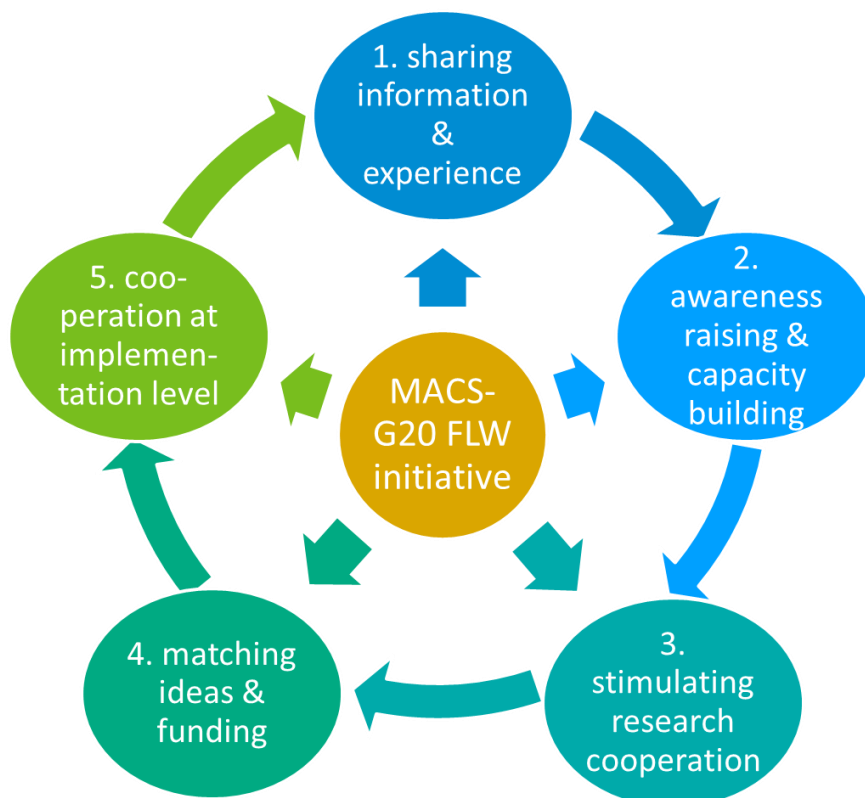 1. sharing
information
&
experience
2.
awareness
raising &
capacity
building
3.
stimulating
research
cooperation
4. matching
ideas &
funding
5. coo-
peration at
implemen-
tation level
MACS-
G20 FLW
initiative